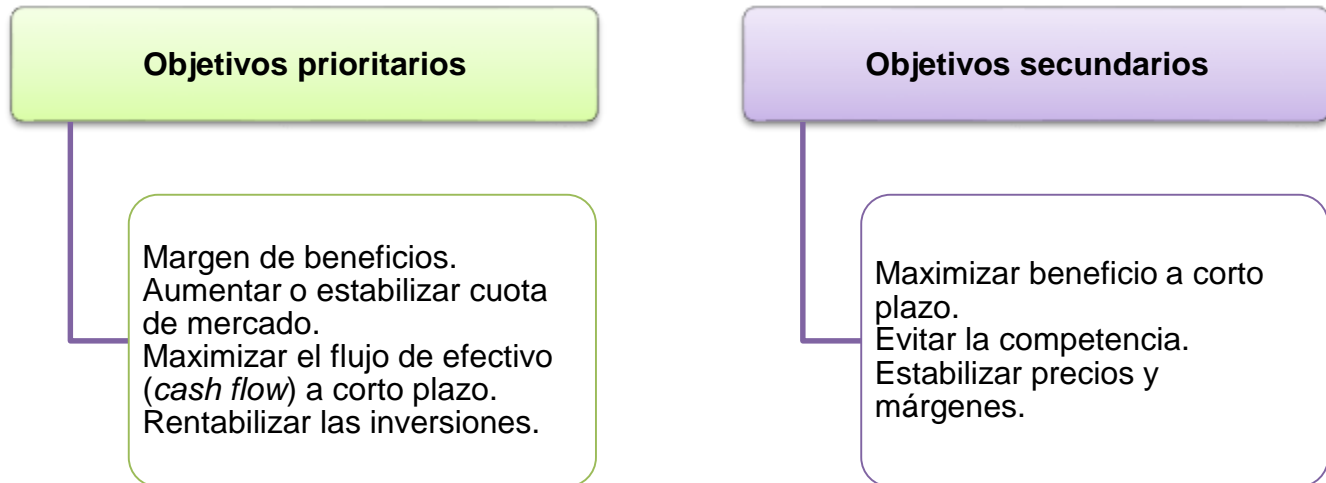 Objetivos prioritarios
Margen de beneficios.
Aumentar o estabilizar cuota
de mercado.
Maximizar el flujo de efectivo
(cash flow) a corto plazo.
Rentabilizar las inversiones.
Objetivos secundarios
Maximizar beneficio a corto
plazo.
Evitar la competencia.
Estabilizar precios y
márgenes.